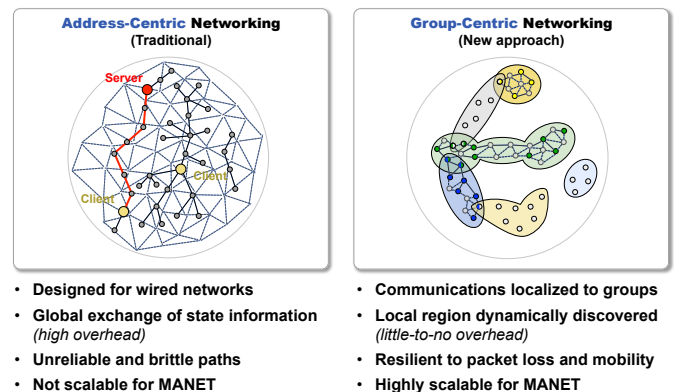 Address-Centric Networking
(Traditional)
Server
Client
Client
• Designed for wired networks
• Global exchange of state information
(high overhead)
• Unreliable and brittle paths
• Not scalable for MANET
Group-Centric Networking
(New approach)
• Communications localized to groups
• Local region dynamically discovered
(little-to-no overhead)
• Resilient to packet loss and mobility
• Highly scalable for MANET